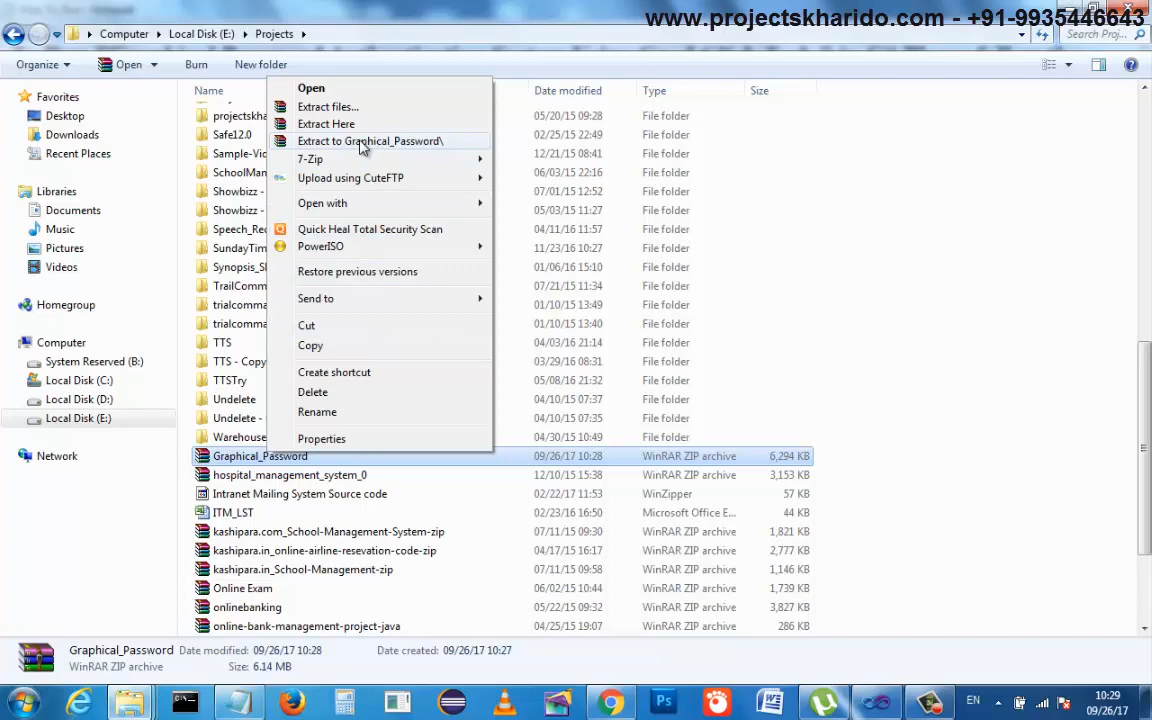 www.projectskharido.com - +91-9935446643
Computer Local Disk (E:) Projects
Search Proj...
Organize Open Burn New folder
Favorites
Desktop
Downloads
Recent Places
Libraries
Documents
Music
Pictures
Videos
Homegroup
Computer
System Reserved (B:)
Local Disk (C:)
Local Disk (D:)
Local Disk (E:)
Network
Name Date modified Type Size
projectskha 05/20/15 09:28 File folder
Safe12.0 02/25/15 22:49 File folder
Sample-Vic 12/21/15 08:41 File folder
SchoolMan 06/03/15 22:16 File folder
Showbizz - 07/01/15 12:52 File folder
Showbizz - 05/03/15 11:27 File folder
Speech_Rec 04/11/16 11:57 File folder
SundayTim 11/23/16 10:27 File folder
Synopsis_Sl 01/06/16 15:10 File folder
TrailComm 07/21/15 11:34 File folder
trialcomma 01/10/15 13:49 File folder
trialcomma 01/10/15 13:40 File folder
TTS 04/03/16 21:14 File folder
TTS - Copy 03/29/16 08:31 File folder
TTSTry 05/08/16 21:32 File folder
Undelete 04/10/15 07:37 File folder
Undelete - 04/10/15 07:35 File folder
Warehouse 04/30/15 10:49 File folder
Graphical_Password 09/26/17 10:28 WinRAR ZIP archive 6,294 KB
hospital_management_system_0 12/10/15 15:38 WinRAR ZIP archive 3,153 KB
Intranet Mailing System Source code 02/22/17 11:53 WinZipper 57 KB
ITM_LST 02/23/16 16:50 Microsoft Office E... 44 KB
kashipara.com_School-Management-System-zip 07/11/15 09:30 WinRAR ZIP archive 1,821 KB
kashipara.in_online-airline-resevation-code-zip 04/17/15 16:17 WinRAR ZIP archive 2,777 KB
kashipara.in_School-Management-zip 07/11/15 09:58 WinRAR ZIP archive 1,146 KB
Online Exam 06/02/15 10:44 WinRAR ZIP archive 1,739 KB
onlinebanking 05/22/15 09:32 WinRAR ZIP archive 3,827 KB
online-bank-management-project-java 04/25/15 19:07 WinRAR ZIP archive 286 KB
Open
Extract files...
Extract Here
Extract to Graphical_Password\
7-Zip
Upload using CuteFTP
Open with
Quick Heal Total Security Scan
PowerISO
Restore previous versions
Send to
Cut
Copy
Create shortcut
Delete
Rename
Properties
Graphical_Password Date modified: 09/26/17 10:28 Date created: 09/26/17 10:27
WinRAR ZIP archive Size: 6.14 MB
Ps
EN
10:29
09/26/17